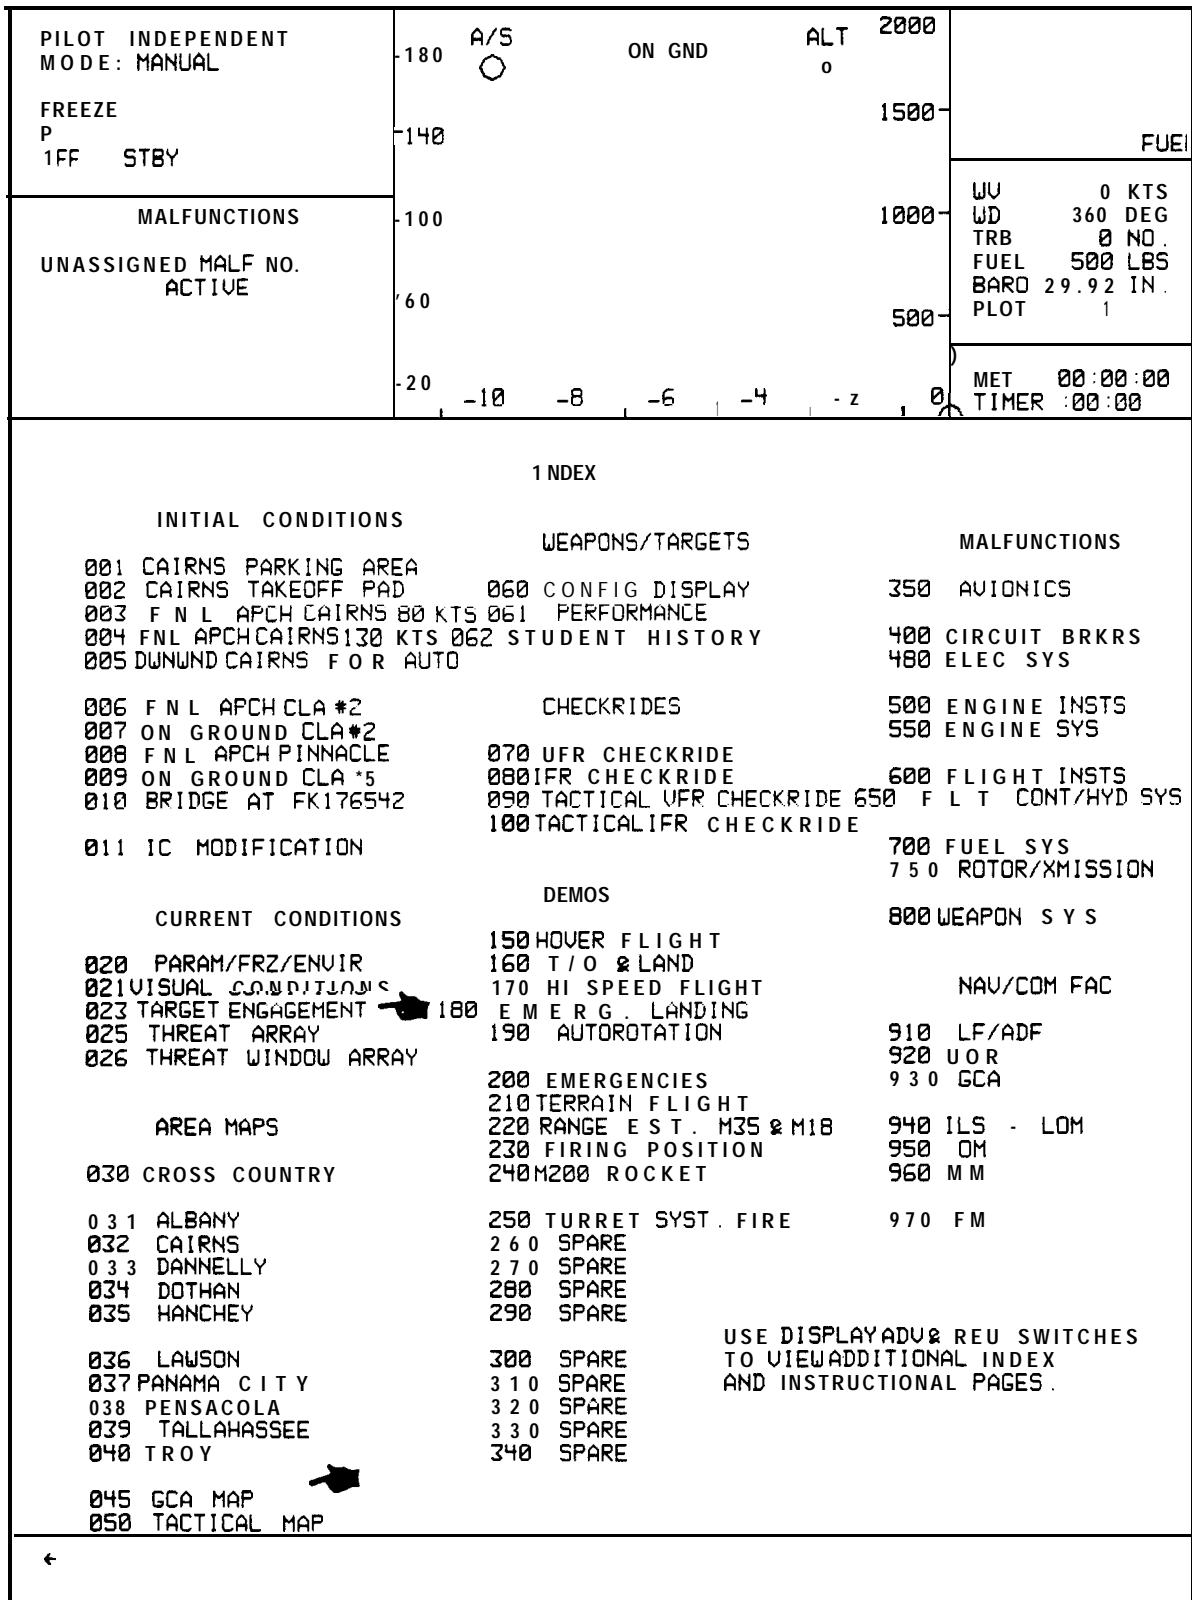 PILOT INDEPENDENT
MODE: MANUAL
FREEZE
P
1FF STBY
MALFUNCTIONS
UNASSIGNED MALF NO.
ACTIVE
-180
-140
-100
'60
-20
A/S
ON GND
ALT
o
2000
1500-
1000-
500-
0
-10 -8 -6 -4 - Z
FUEl
WV 0 KTS
WD 360 DEG
TRB 0 NO.
FUEL 500 LBS
BARO 29.92 IN.
PLOT 1
MET 00:00:00
TIMER :00:00
1 NDEX
INITIAL CONDITIONS
001 CAIRNS PARKING AREA
002 CAIRNS TAKEOFF PAD
003 FNL APCH CAIRNS 80 KTS
004 FNL APCH CAIRNS 130 KTS
005 DWNWND CAIRNS FOR AUTO
006 FNL APCH CLA #2
007 ON GROUND CLA #2
008 FNL APCH PINNACLE
009 ON GROUND CLA *5
010 BRIDGE AT FK176542
011 IC MODIFICATION
CURRENT CONDITIONS
020 PARAM/FRZ/ENVIR
021 VISUAL CONDITIONS
023 TARGET ENGAGEMENT
025 THREAT ARRAY
026 THREAT WINDOW ARRAY
AREA MAPS
030 CROSS COUNTRY
031 ALBANY
032 CAIRNS
033 DANNELLY
034 DOTHAN
035 HANCHEY
036 LAWSON
037 PANAMA CITY
038 PENSACOLA
039 TALLAHASSEE
040 TROY
045 GCA MAP
050 TACTICAL MAP
WEAPONS/TARGETS
060 CONFIG DISPLAY
061 PERFORMANCE
062 STUDENT HISTORY
CHECKRIDES
070 UFR CHECKRIDE
080 IFR CHECKRIDE
090 TACTICAL VFR CHECKRIDE
100 TACTICAL IFR CHECKRIDE
DEMOS
150 HOVER FLIGHT
160 T/O & LAND
170 HI SPEED FLIGHT
180 EMERG. LANDING
190 AUTOROTATION
200 EMERGENCIES
210 TERRAIN FLIGHT
220 RANGE EST. M35 & M18
230 FIRING POSITION
240 M200 ROCKET
250 TURRET SYST. FIRE
260 SPARE
270 SPARE
280 SPARE
290 SPARE
300 SPARE
310 SPARE
320 SPARE
330 SPARE
340 SPARE
MALFUNCTIONS
350 AVIONICS
400 CIRCUIT BRKRS
480 ELEC SYS
500 ENGINE INSTS
550 ENGINE SYS
600 FLIGHT INSTS
650 FLT CONT/HYD SYS
700 FUEL SYS
750 ROTOR/XMISSION
800 WEAPON SYS
NAV/COM FAC
910 LF/ADF
920 UOR
930 GCA
940 ILS - LOM
950 OM
960 MM
970 FM
USE DISPLAY ADV & REU SWITCHES
TO VIEW ADDITIONAL INDEX
AND INSTRUCTIONAL PAGES.
←